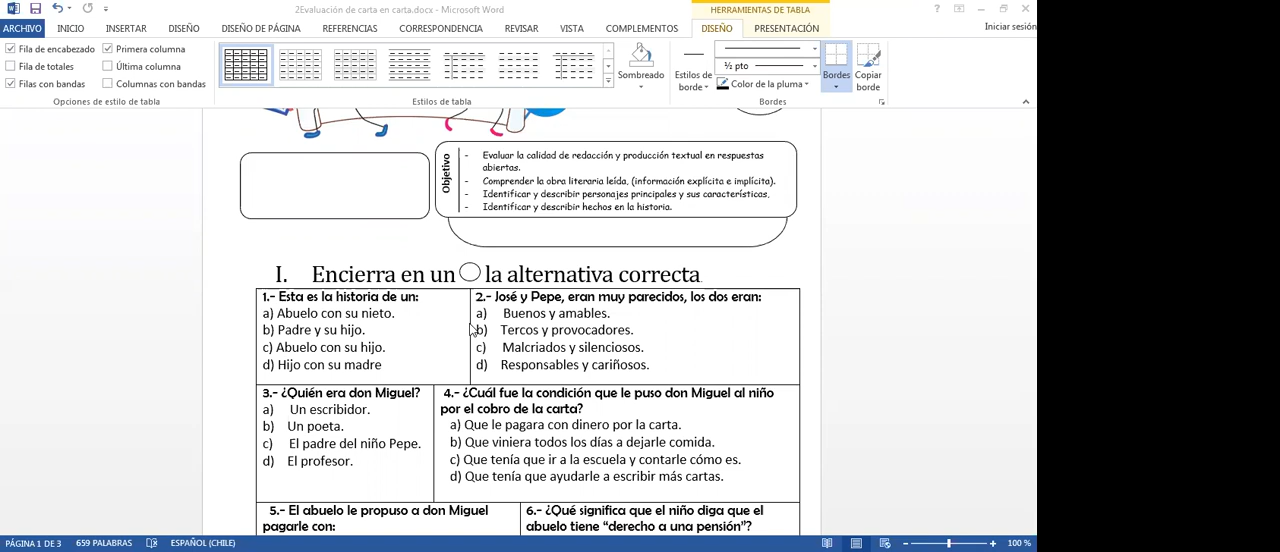 2Evaluación de carta en carta.docx - Microsoft Word
HERRAMIENTAS DE TABLA
Iniciar sesión
ARCHIVO INICIO INSERTAR DISEÑO DISEÑO DE PÁGINA REFERENCIAS CORRESPONDENCIA REVISAR VISTA COMPLEMENTOS DISEÑO PRESENTACIÓN
Fila de encabezado Primera columna
Fila de totales Última columna
Filas con bandas Columnas con bandas
Opciones de estilo de tabla
Estilos de tabla
Sombreado
Estilos de borde
½ pto
Color de la pluma
Bordes
Copiar borde
Bordes
Objetivo
- Evaluar la calidad de redacción y producción textual en respuestas
abiertas.
- Comprender la obra literaria leída. (información explícita e implícita).
- Identificar y describir personajes principales y sus características.
- Identificar y describir hechos en la historia.
I. Encierra en un la alternativa correcta.
1.- Esta es la historia de un:
a) Abuelo con su nieto.
b) Padre y su hijo.
c) Abuelo con su hijo.
d) Hijo con su madre
2.- José y Pepe, eran muy parecidos, los dos eran:
a) Buenos y amables.
b) Tercos y provocadores.
c) Malcriados y silenciosos.
d) Responsables y cariñosos.
3.- ¿Quién era don Miguel?
a) Un escribidor.
b) Un poeta.
c) El padre del niño Pepe.
d) El profesor.
4.- ¿Cuál fue la condición que le puso don Miguel al niño
por el cobro de la carta?
a) Que le pagara con dinero por la carta.
b) Que viniera todos los días a dejarle comida.
c) Que tenía que ir a la escuela y contarle cómo es.
d) Que tenía que ayudarle a escribir más cartas.
5.- El abuelo le propuso a don Miguel
pagarle con:
6.- ¿Qué significa que el niño diga que el
abuelo tiene “derecho a una pensión”?
PÁGINA 1 DE 3 659 PALABRAS ESPAÑOL (CHILE) 100 %